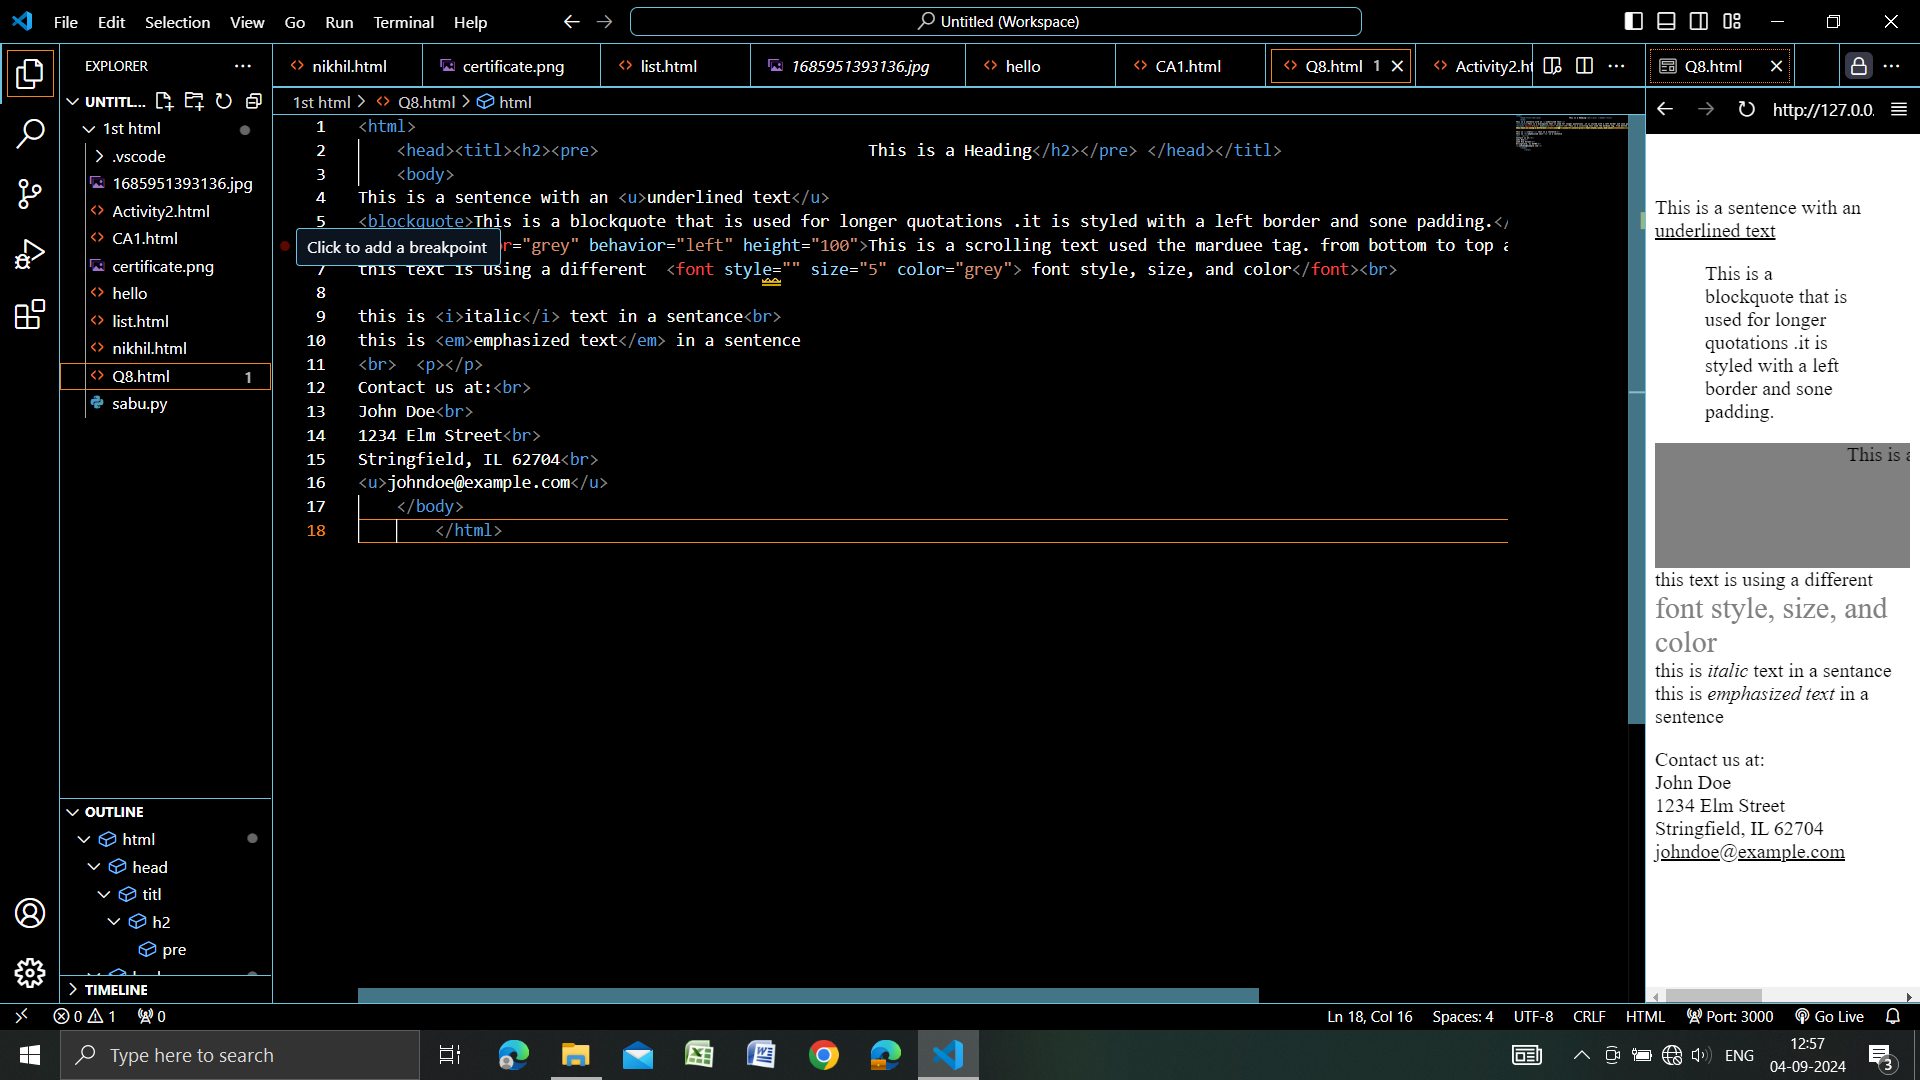 File Edit Selection View Go Run Terminal Help
Untitled (Workspace)
EXPLORER
nikhil.html
certificate.png
list.html
1685951393136.jpg
hello
CA1.html
Q8.html 1
Activity2.ht
Q8.html
UNTITL...
1st html > Q8.html > html
http://127.0.0.
1st html
.vscode
1685951393136.jpg
Activity2.html
CA1.html
certificate.png
hello
list.html
nikhil.html
Q8.html 1
sabu.py
1 <html>
2 <head><titl><h2><pre> This is a Heading</h2></pre> </head></titl>
3 <body>
4 This is a sentence with an <u>underlined text</u>
5 <blockquote>This is a blockquote that is used for longer quotations .it is styled with a left border and sone padding.</
Click to add a breakpoint
r="grey" behavior="left" height="100">This is a scrolling text used the marduee tag. from bottom to top a
7 this text is using a different <font style="" size="5" color="grey"> font style, size, and color</font><br>
8
9 this is <i>italic</i> text in a sentance<br>
10 this is <em>emphasized text</em> in a sentence
11 <br> <p></p>
12 Contact us at:<br>
13 John Doe<br>
14 1234 Elm Street<br>
15 Stringfield, IL 62704<br>
16 <u>johndoe@example.com</u>
17 </body>
18 </html>
This is a sentence with an
underlined text
This is a
blockquote that is
used for longer
quotations .it is
styled with a left
border and sone
padding.
This is a
this text is using a different
font style, size, and
color
this is italic text in a sentance
this is emphasized text in a
sentence
Contact us at:
John Doe
1234 Elm Street
Stringfield, IL 62704
johndoe@example.com
OUTLINE
html
head
titl
h2
pre
TIMELINE
0 1 0
Ln 18, Col 16 Spaces: 4 UTF-8 CRLF HTML Port: 3000 Go Live
Type here to search
ENG
12:57
04-09-2024
3